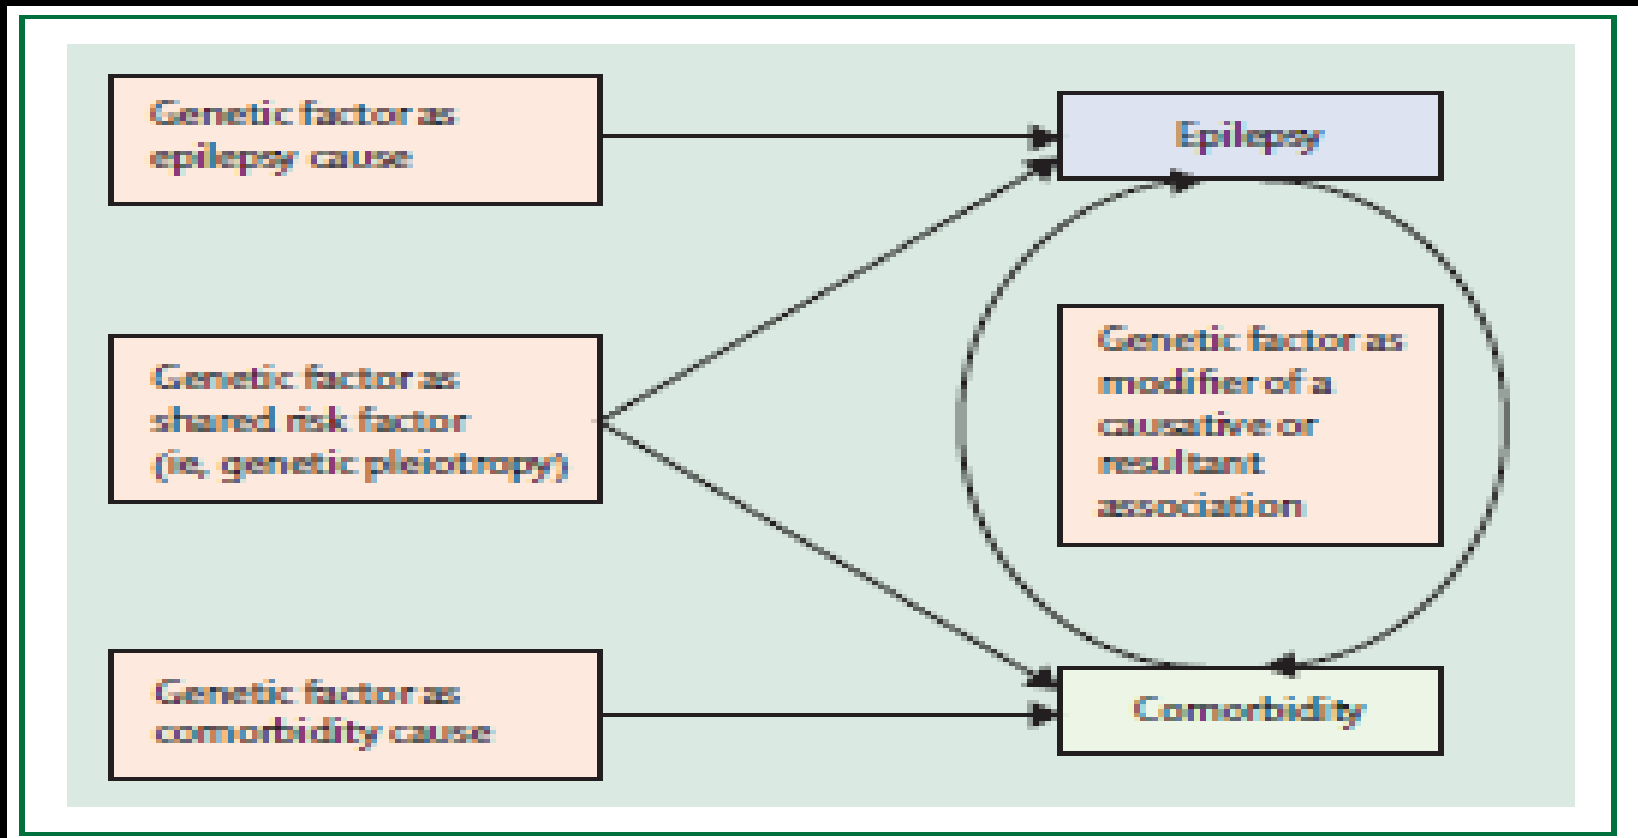 Genetic factor as
epilepsy cause
Epilepsy
Genetic factor as
shared risk factor
(ie, genetic pleiotropy)
Genetic factor as
modifier of a
causative or
resultant
association
Genetic factor as
comorbidity cause
Comorbidity